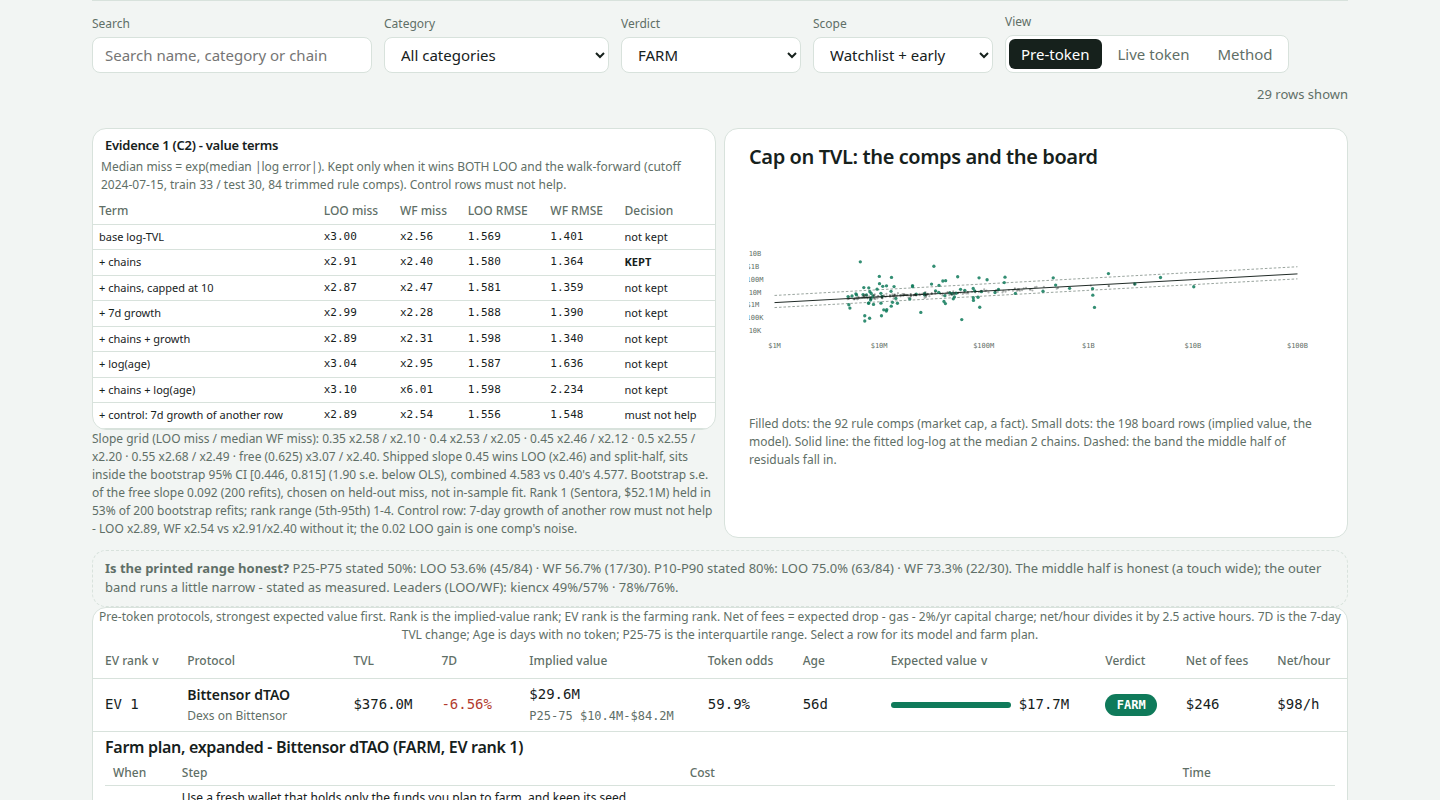 Search
Category
Verdict
Scope
View
Search name, category or chain
All categories
FARM
Watchlist + early
Pre-token
Live token
Method
29 rows shown
Evidence 1 (C2) - value terms
Median miss = exp(median |log error|). Kept only when it wins BOTH LOO and the walk-forward (cutoff
2024-07-15, train 33 / test 30, 84 trimmed rule comps). Control rows must not help.
Term LOO miss WF miss LOO RMSE WF RMSE Decision
base log-TVL x3.00 x2.56 1.569 1.401 not kept
+ chains x2.91 x2.40 1.580 1.364 KEPT
+ chains, capped at 10 x2.87 x2.47 1.581 1.359 not kept
+ 7d growth x2.99 x2.28 1.588 1.390 not kept
+ chains + growth x2.89 x2.31 1.598 1.340 not kept
+ log(age) x3.04 x2.95 1.587 1.636 not kept
+ chains + log(age) x3.10 x6.01 1.598 2.234 not kept
+ control: 7d growth of another row x2.89 x2.54 1.556 1.548 must not help
Slope grid (LOO miss / median WF miss): 0.35 x2.58 / x2.10 · 0.4 x2.53 / x2.05 · 0.45 x2.46 / x2.12 · 0.5 x2.55 /
x2.20 · 0.55 x2.68 / x2.49 · free (0.625) x3.07 / x2.40. Shipped slope 0.45 wins LOO (x2.46) and split-half, sits
inside the bootstrap 95% CI [0.446, 0.815] (1.90 s.e. below OLS), combined 4.583 vs 0.40's 4.577. Bootstrap s.e.
of the free slope 0.092 (200 refits), chosen on held-out miss, not in-sample fit. Rank 1 (Sentora, $52.1M) held in
53% of 200 bootstrap refits; rank range (5th-95th) 1-4. Control row: 7-day growth of another row must not help
- LOO x2.89, WF x2.54 vs x2.91/x2.40 without it; the 0.02 LOO gain is one comp's noise.
Cap on TVL: the comps and the board
10B
$1B
00M
10M
$1M
00K
10K
$1M $10M $100M $1B $10B $100B
Filled dots: the 92 rule comps (market cap, a fact). Small dots: the 198 board rows (implied value, the
model). Solid line: the fitted log-log at the median 2 chains. Dashed: the band the middle half of
residuals fall in.
Is the printed range honest? P25-P75 stated 50%: LOO 53.6% (45/84) · WF 56.7% (17/30). P10-P90 stated 80%: LOO 75.0% (63/84) · WF 73.3% (22/30). The middle half is honest (a touch wide); the outer
band runs a little narrow - stated as measured. Leaders (LOO/WF): kiencx 49%/57% · 78%/76%.
Pre-token protocols, strongest expected value first. Rank is the implied-value rank; EV rank is the farming rank. Net of fees = expected drop - gas - 2%/yr capital charge; net/hour divides it by 2.5 active hours. 7D is the 7-day
TVL change; Age is days with no token; P25-75 is the interquartile range. Select a row for its model and farm plan.
EV rank v Protocol TVL 7D Implied value Token odds Age Expected value v Verdict Net of fees Net/hour
EV 1 Bittensor dTAO $376.0M -6.56% $29.6M 59.9% 56d $17.7M FARM $246 $98/h
Dexs on Bittensor P25-75 $10.4M-$84.2M
Farm plan, expanded - Bittensor dTAO (FARM, EV rank 1)
When Step Cost Time
Use a fresh wallet that holds only the funds you plan to farm, and keep its seed